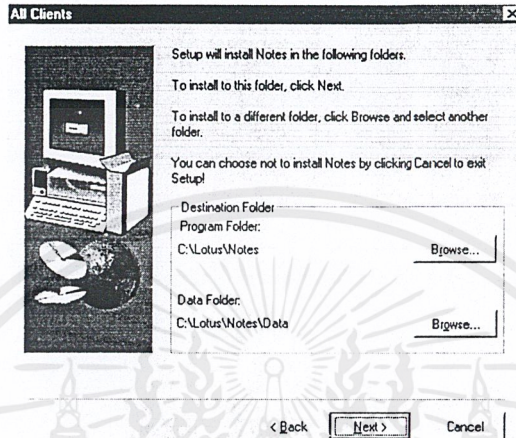 All Clients
Setup will install Notes in the following folders.
To install to this folder, click Next.
To install to a different folder, click Browse and select another
folder.
You can choose not to install Notes by clicking Cancel to exit
Setup!
Destination Folder
Program Folder:
C:\Lotus\Notes
Browse...
Data Folder:
C:\Lotus\Notes\Data
Browse...
< Back
Next >
Cancel